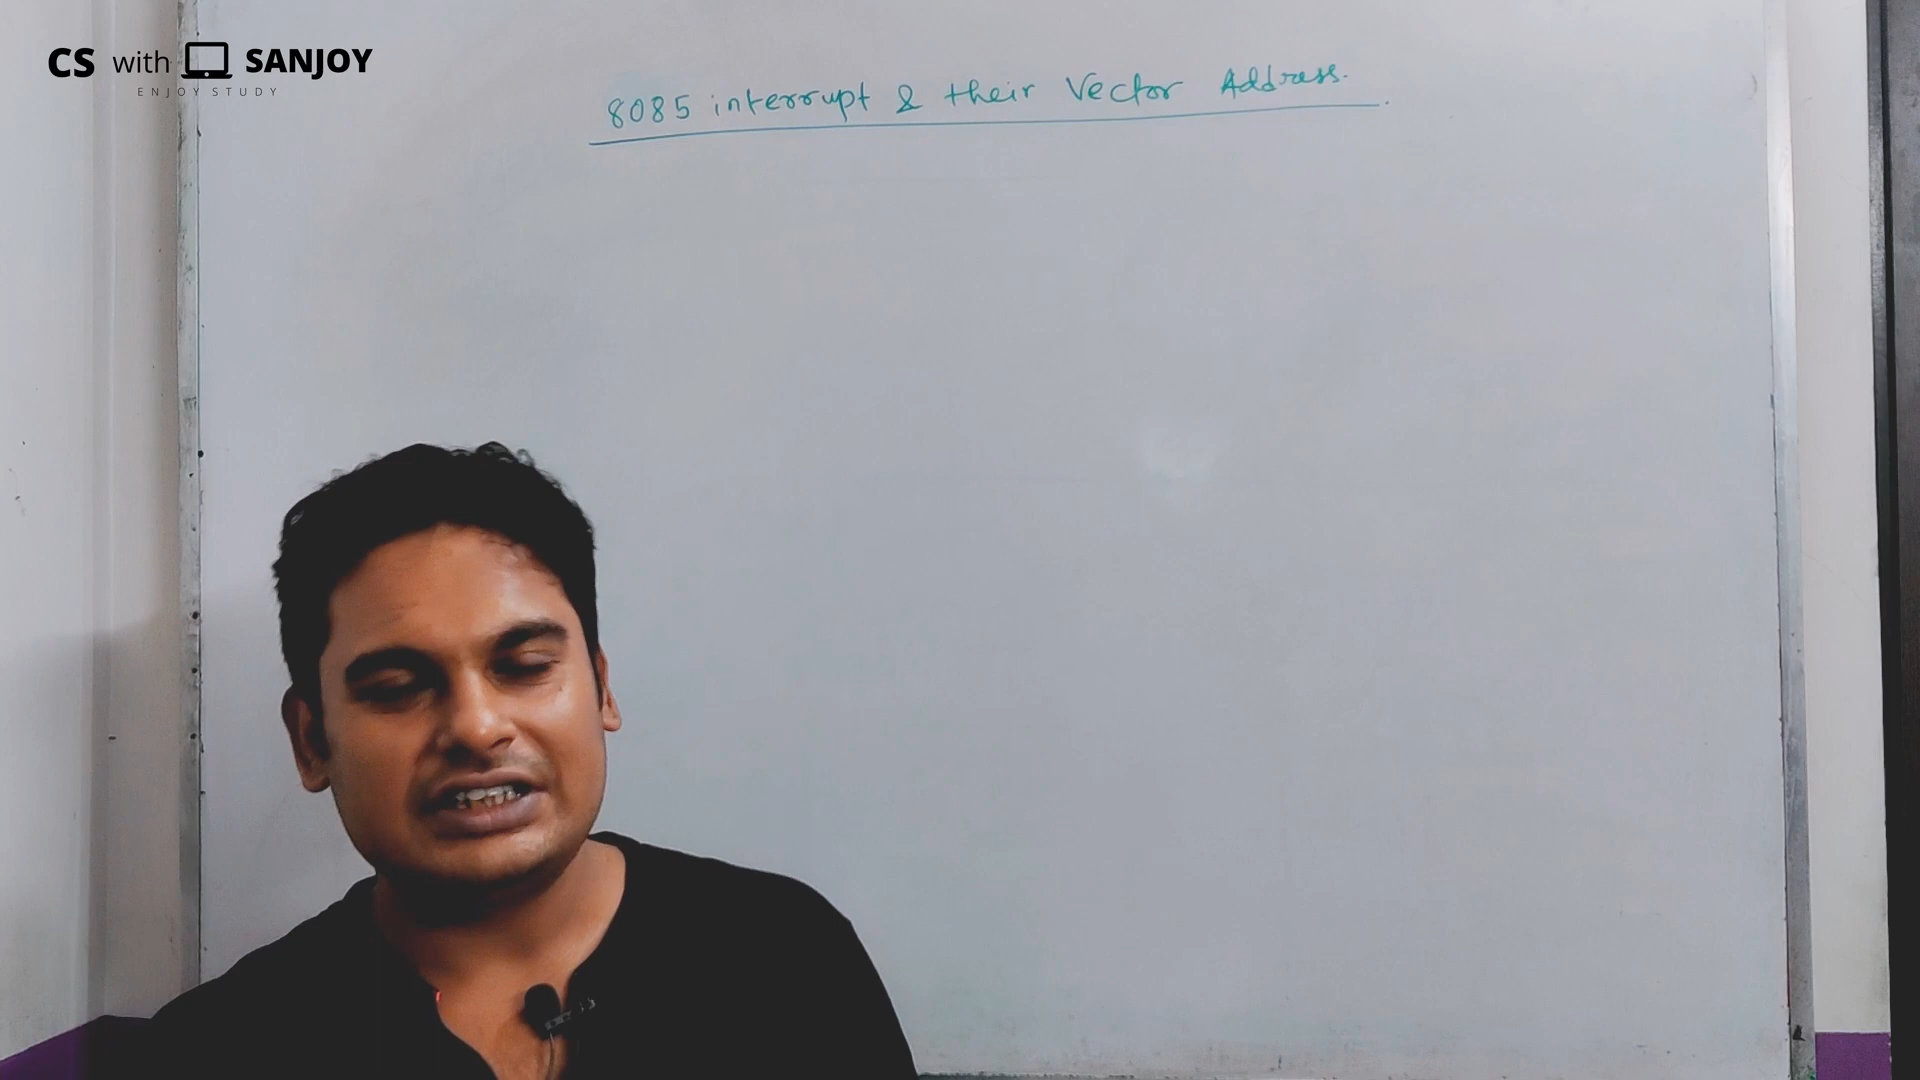 CS with SANJOY
ENJOY STUDY
8085 interrupt & their Vector Address.